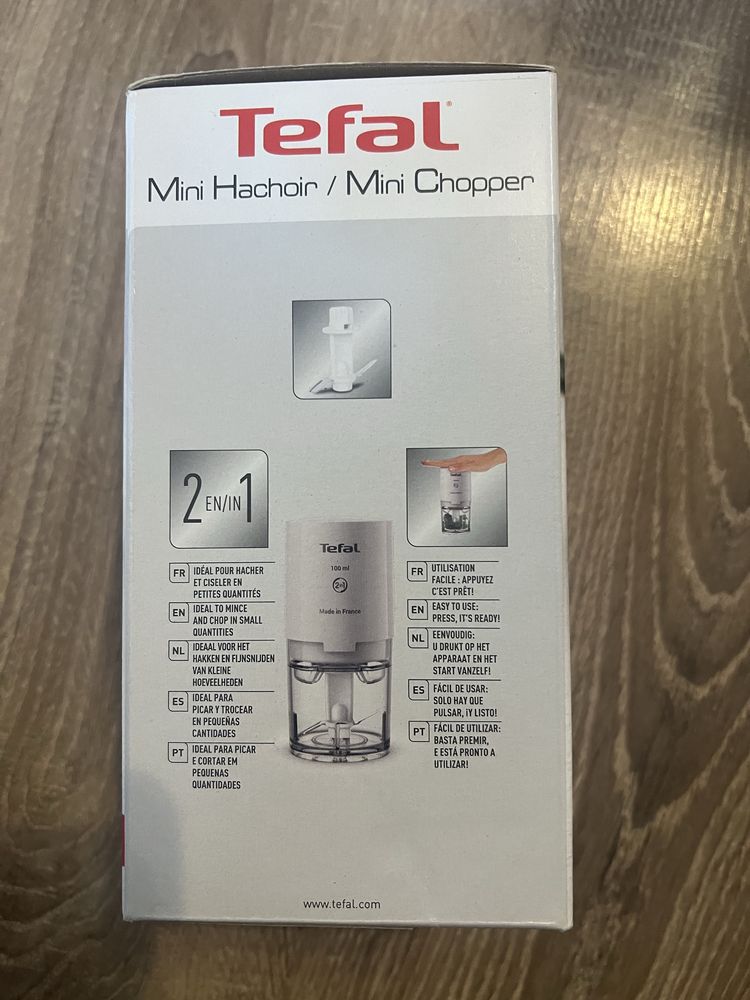 Tefal®
Mini Hachoir / Mini Chopper
2 EN/IN 1
FR
IDÉAL POUR HACHER
ET CISELER EN
PETITES QUANTITÉS
EN
IDEAL TO MINCE
AND CHOP IN SMALL
QUANTITIES
NL
IDEAAL VOOR HET
HAKKEN EN FIJNSNIJDEN
VAN KLEINE
HOEVEELHEDEN
ES
IDEAL PARA
PICAR Y TROCEAR
EN PEQUEÑAS
CANTIDADES
PT
IDEAL PARA PICAR
E CORTAR EM
PEQUENAS
QUANTIDADES
Tefal
100 ml
2in1
Made in France
Tefal
FR
UTILISATION
FACILE : APPUYEZ
C'EST PRÊT!
EN
EASY TO USE:
PRESS, IT'S READY!
NL
EENVOUDIG:
U DRUKT OP HET
APPARAAT EN HET
START VANZELF!
ES
FÁCIL DE USAR:
SOLO HAY QUE
PULSAR, ¡Y LISTO!
PT
FÁCIL DE UTILIZAR:
BASTA PREMIR,
E ESTÁ PRONTO A
UTILIZAR!
www.tefal.com